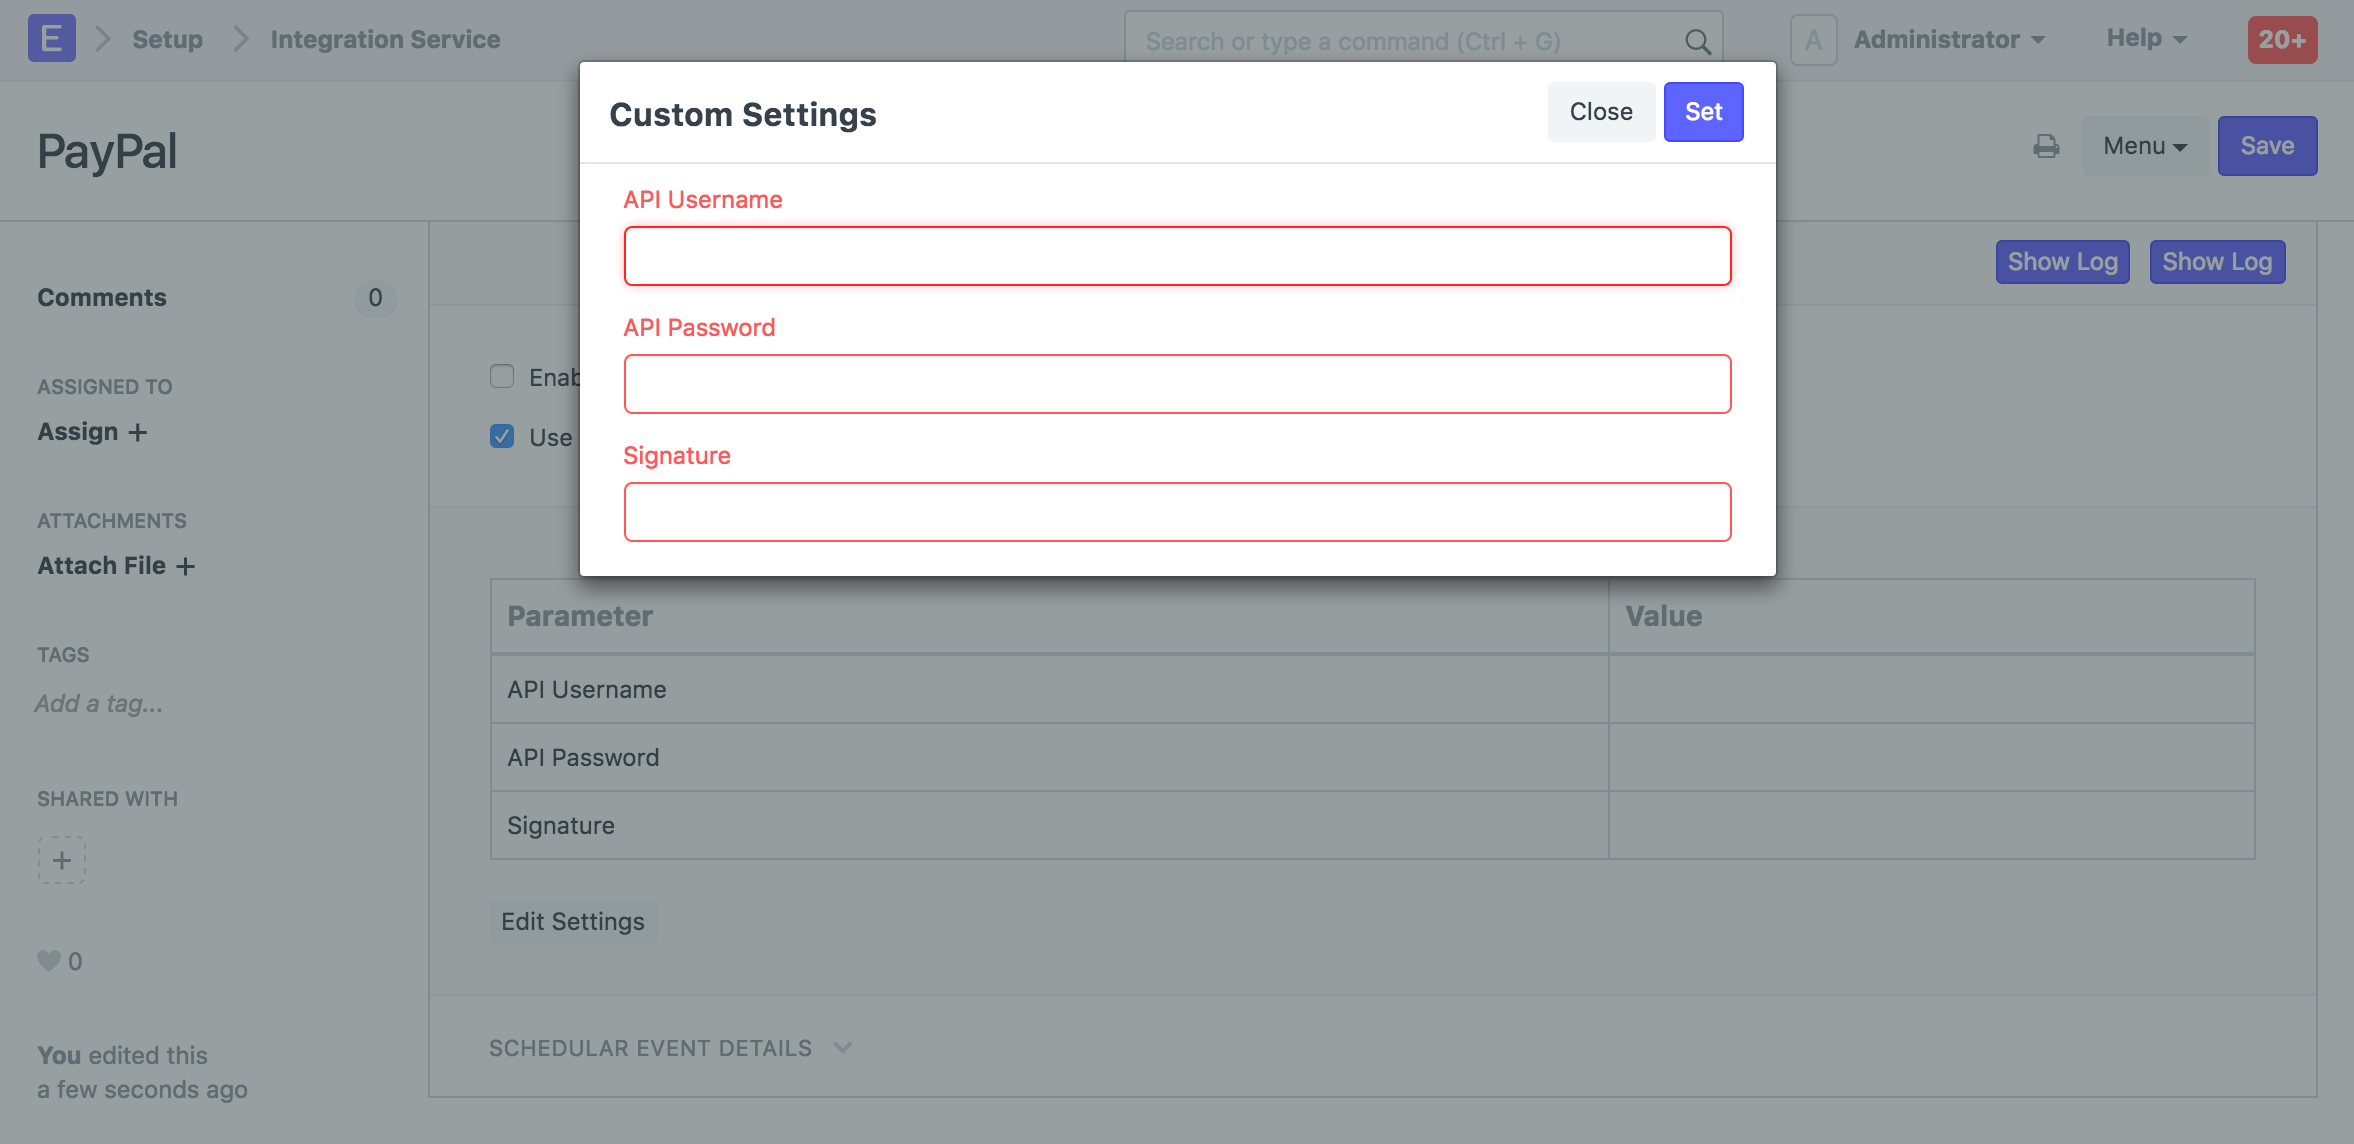 E Setup Integration Service Search or type a command (Ctrl + G) A Administrator Help 20+
PayPal
Menu Save
Custom Settings
Close Set
API Username
API Password
Signature
Show Log Show Log
Comments 0
ASSIGNED TO
Assign +
ATTACHMENTS
Attach File +
TAGS
Add a tag...
SHARED WITH
+
0
You edited this
a few seconds ago
Enab
Use
Parameter Value
API Username
API Password
Signature
Edit Settings
SCHEDULAR EVENT DETAILS